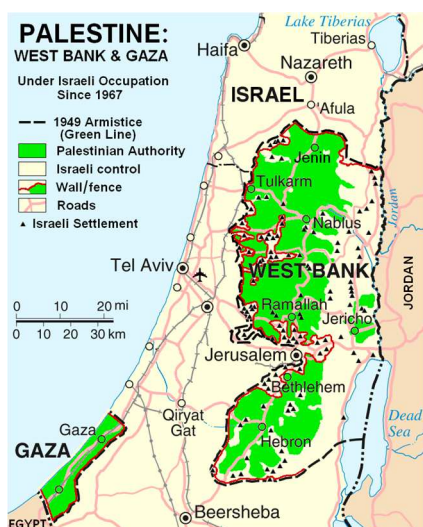 PALESTINE:
WEST BANK & GAZA
Under Israeli Occupation
Since 1967
1949 Armistice
(Green Line)
Palestinian Authority
Israeli control
Wall/fence
Roads
Israeli Settlement
Lake Tiberias
Haifa
Tiberias
Nazareth
ISRAEL
'Afula
Jenin
Tulkarm
Nablus
Jordan
Tel Aviv
WEST BANK
JORDAN
0 10 20 mi
0 10 20 30 km
Ramallah
Jericho
Jerusalem
Bethlehem
Qiryat
Gat
Dead
Sea
Gaza
Hebron
GAZA
Beersheba
EGYPT